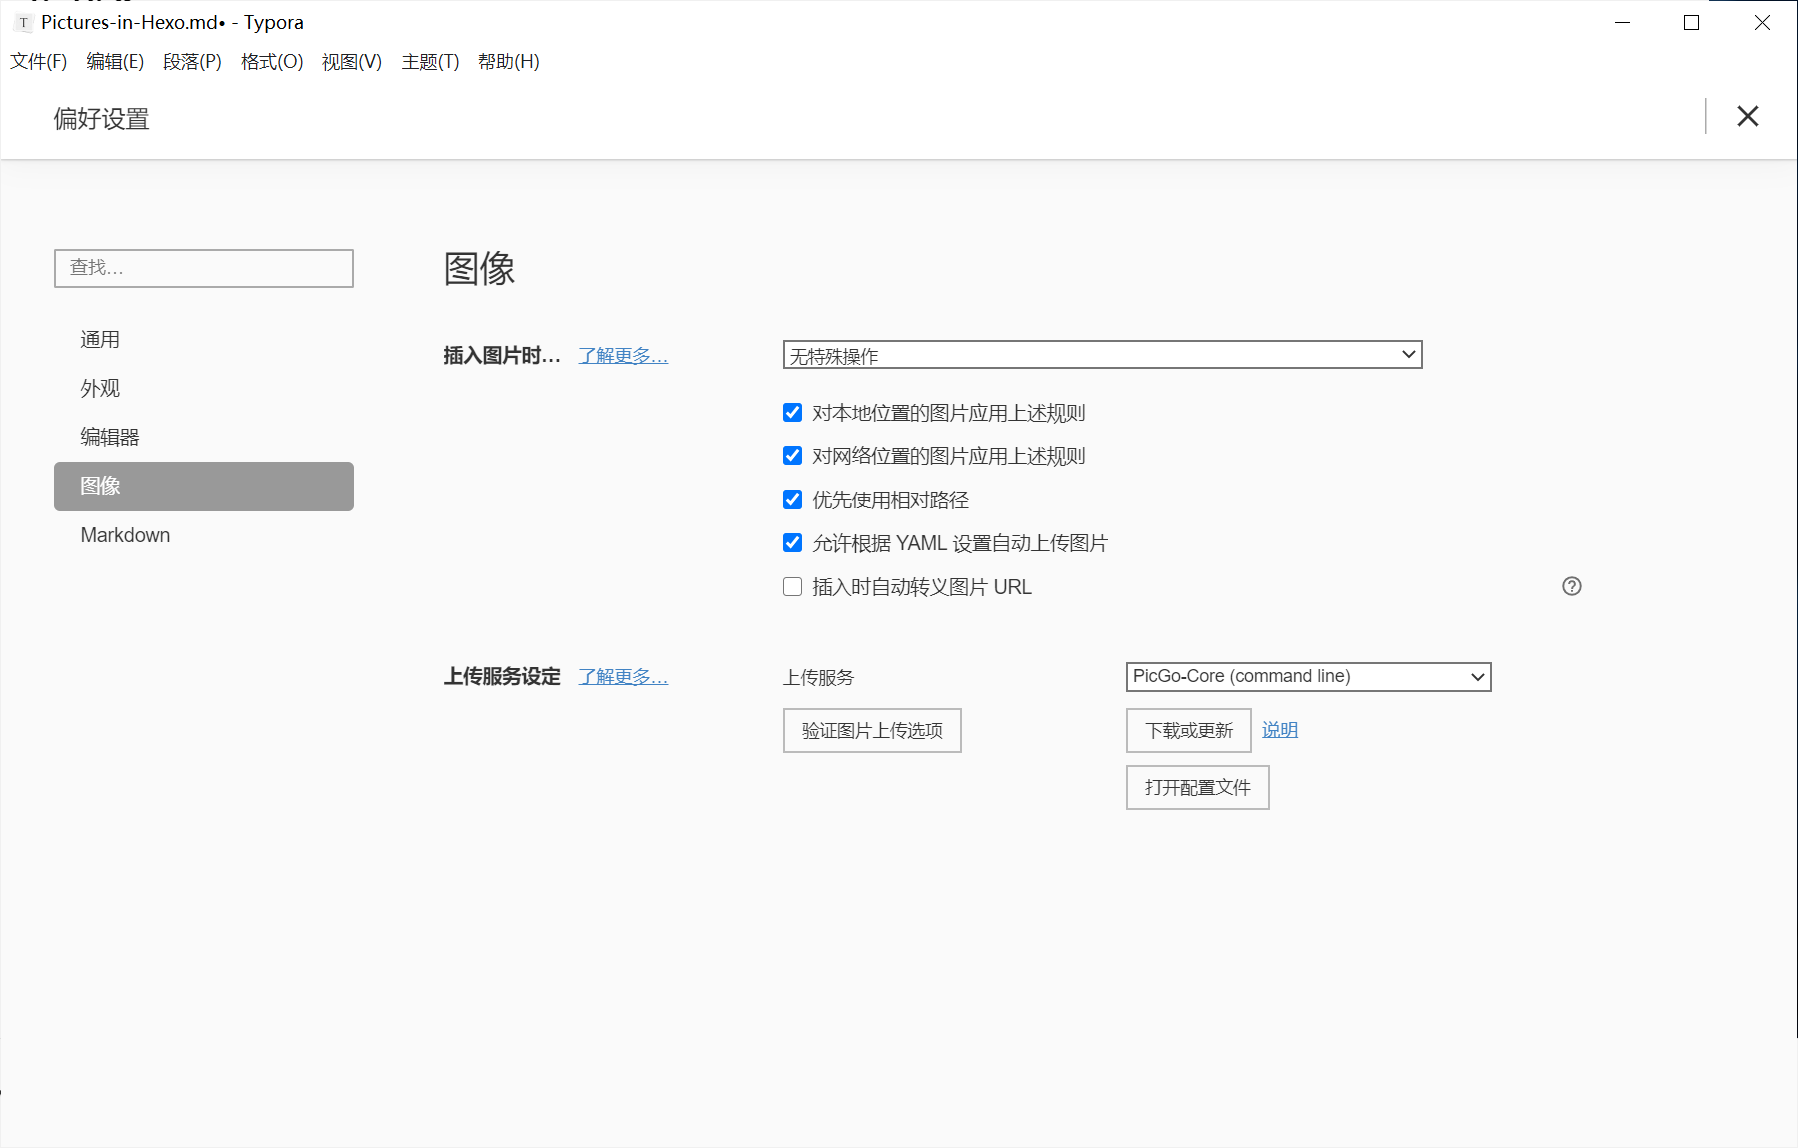 Pictures-in-Hexo.md• - Typora
文件(F) 编辑(E) 段落(P) 格式(O) 视图(V) 主题(T) 帮助(H)
偏好设置
查找...
通用
外观
编辑器
图像
Markdown
图像
插入图片时... 了解更多... 无特殊操作
对本地位置的图片应用上述规则
对网络位置的图片应用上述规则
优先使用相对路径
允许根据 YAML 设置自动上传图片
插入时自动转义图片 URL
上传服务设定 了解更多... 上传服务 PicGo-Core (command line)
验证图片上传选项 下载或更新 说明
打开配置文件